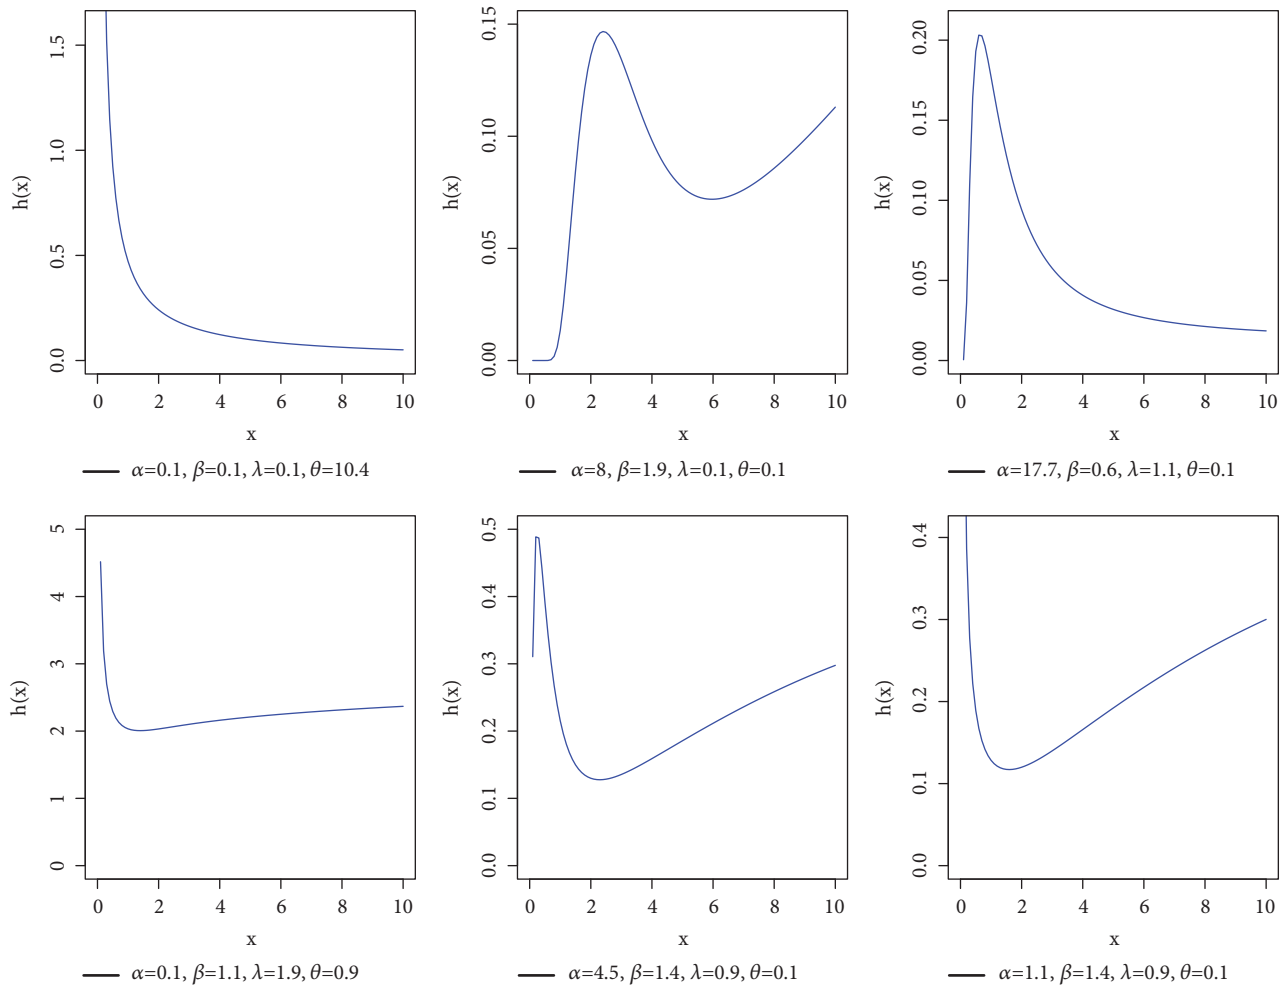 h(x)
0.0 0.5 1.0 1.5
0 2 4 6 8 10
x
α=0.1, β=0.1, λ=0.1, θ=10.4
h(x)
0.00 0.05 0.10 0.15
0 2 4 6 8 10
x
α=8, β=1.9, λ=0.1, θ=0.1
h(x)
0.00 0.05 0.10 0.15 0.20
0 2 4 6 8 10
x
α=17.7, β=0.6, λ=1.1, θ=0.1
h(x)
0 1 2 3 4 5
0 2 4 6 8 10
x
α=0.1, β=1.1, λ=1.9, θ=0.9
h(x)
0.0 0.1 0.2 0.3 0.4 0.5
0 2 4 6 8 10
x
α=4.5, β=1.4, λ=0.9, θ=0.1
h(x)
0.0 0.1 0.2 0.3 0.4
0 2 4 6 8 10
x
α=1.1, β=1.4, λ=0.9, θ=0.1